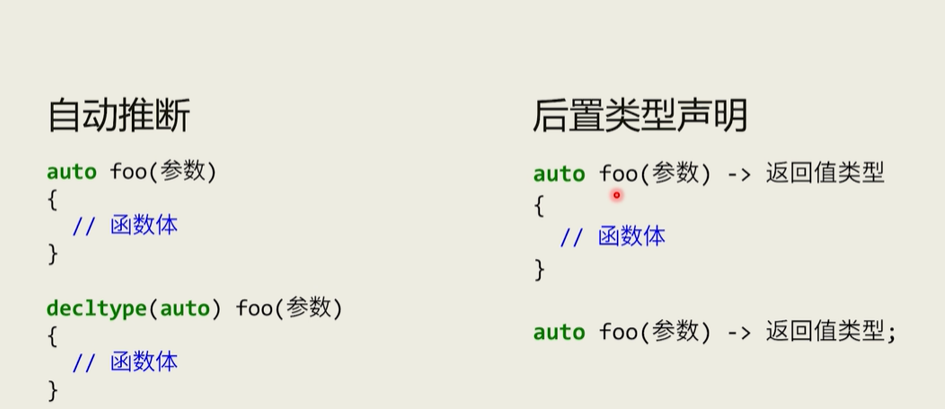 自动推断
auto foo(参数)
{
  // 函数体
}
decltype(auto) foo(参数)
{
  // 函数体
}
后置类型声明
auto foo(参数) -> 返回值类型
{
  // 函数体
}
auto foo(参数) -> 返回值类型;